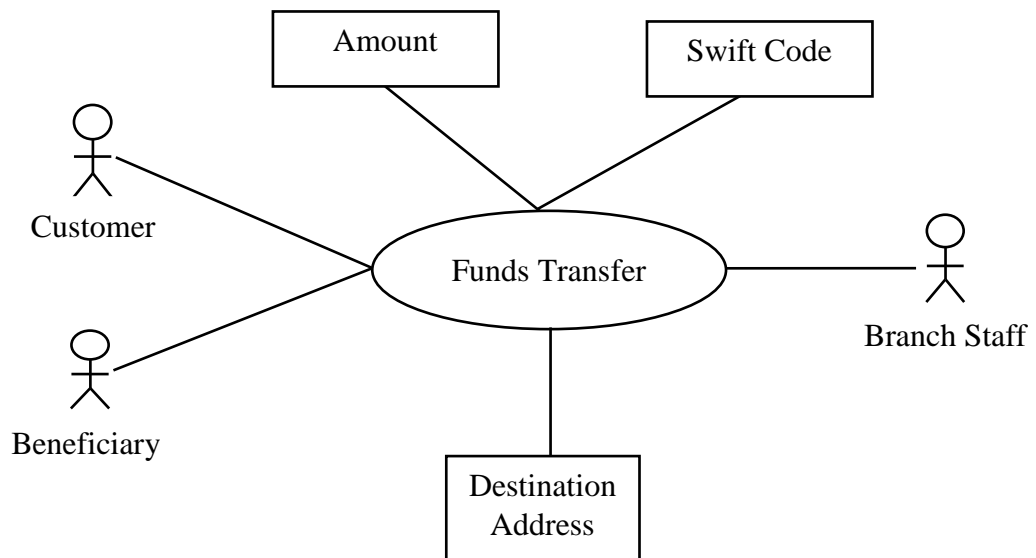 Amount
Swift Code
Customer
Funds Transfer
Branch Staff
Beneficiary
Destination
Address